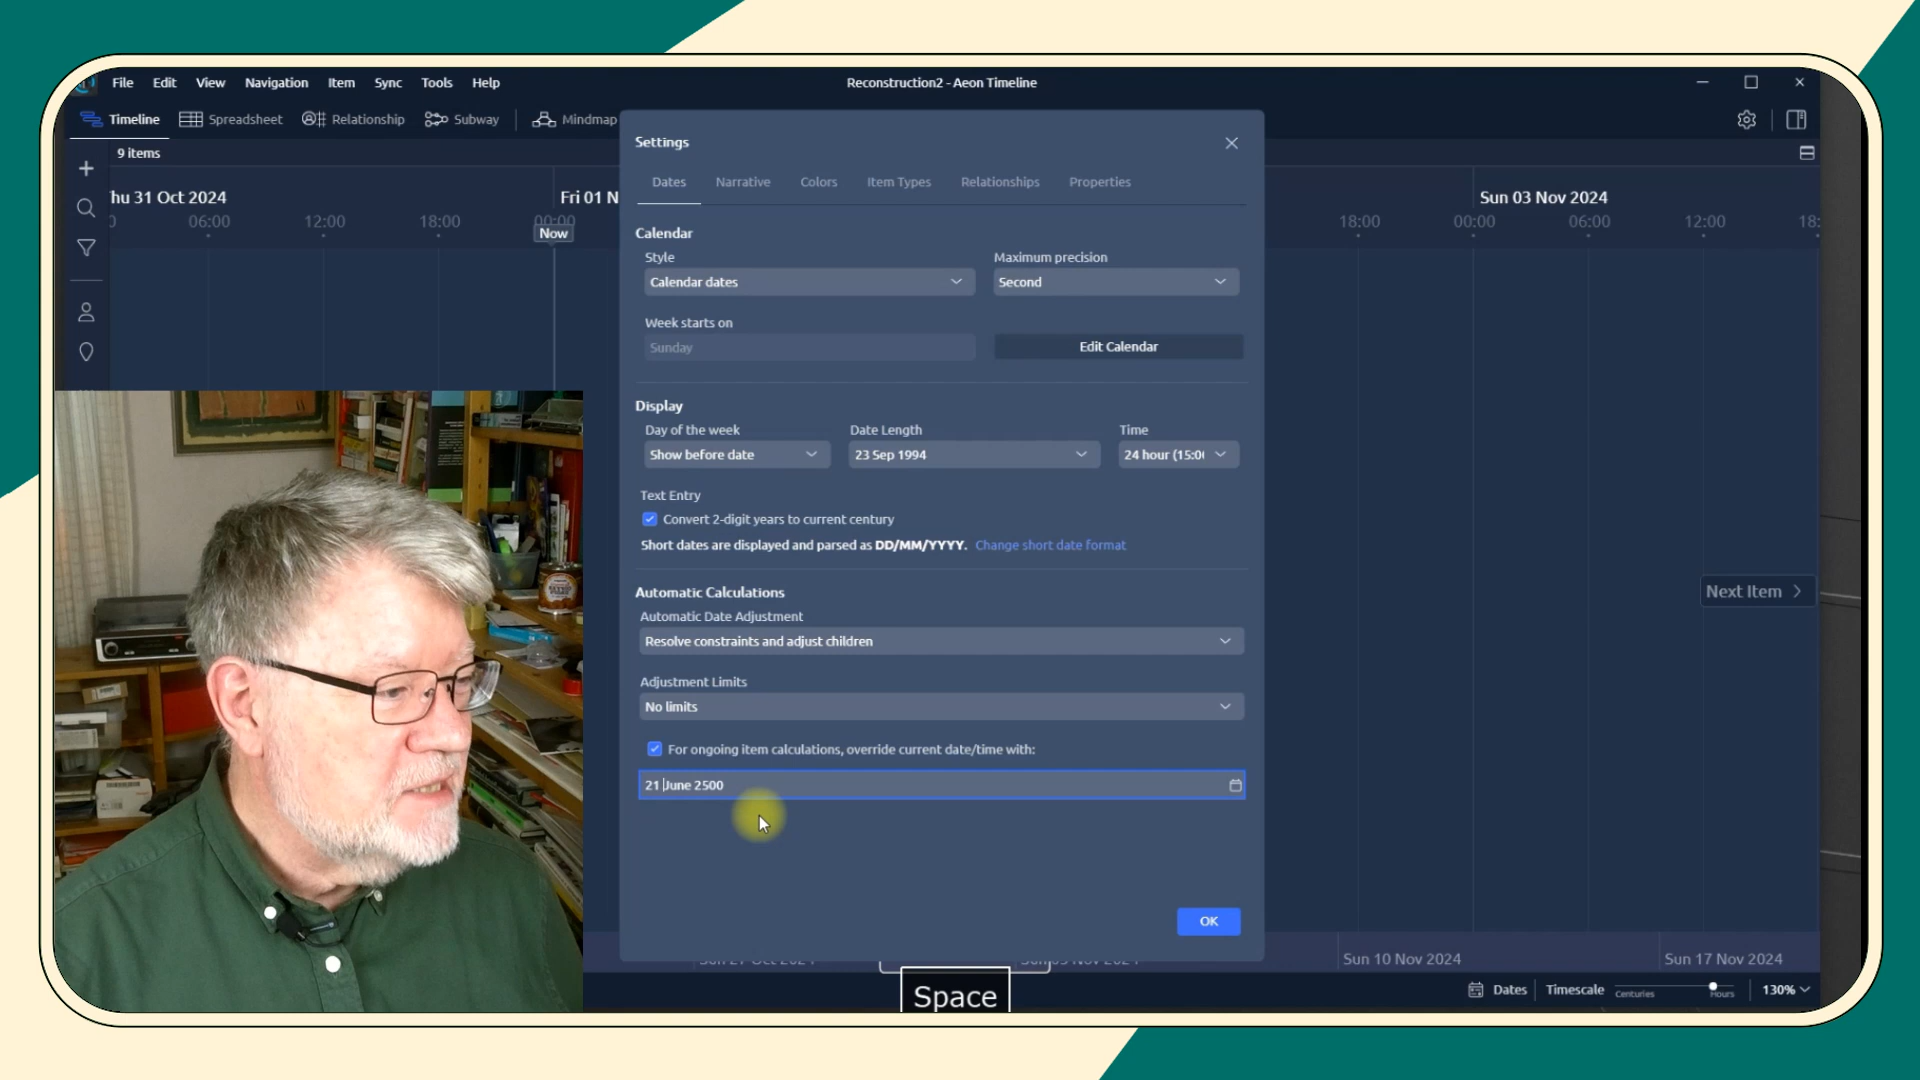 File Edit View Navigation Item Sync Tools Help
Reconstruction2 - Aeon Timeline
Timeline Spreadsheet Relationship Subway Mindmap
9 items
hu 31 Oct 2024
Fri 01 N
Sun 03 Nov 2024
06:00 12:00 18:00 00:00
18:00 00:00 06:00 12:00 18:
Now
Settings
Dates Narrative Colors Item Types Relationships Properties
Calendar
Style Maximum precision
Calendar dates Second
Week starts on
Sunday Edit Calendar
Display
Day of the week Date Length Time
Show before date 23 Sep 1994 24 hour (15:0
Text Entry
Convert 2-digit years to current century
Short dates are displayed and parsed as DD/MM/YYYY. Change short date format
Automatic Calculations
Automatic Date Adjustment
Resolve constraints and adjust children
Adjustment Limits
No limits
For ongoing item calculations, override current date/time with:
21 June 2500
OK
Next Item
Sun 10 Nov 2024 Sun 17 Nov 2024
Space
Dates Timescale Centuries Hours 130%